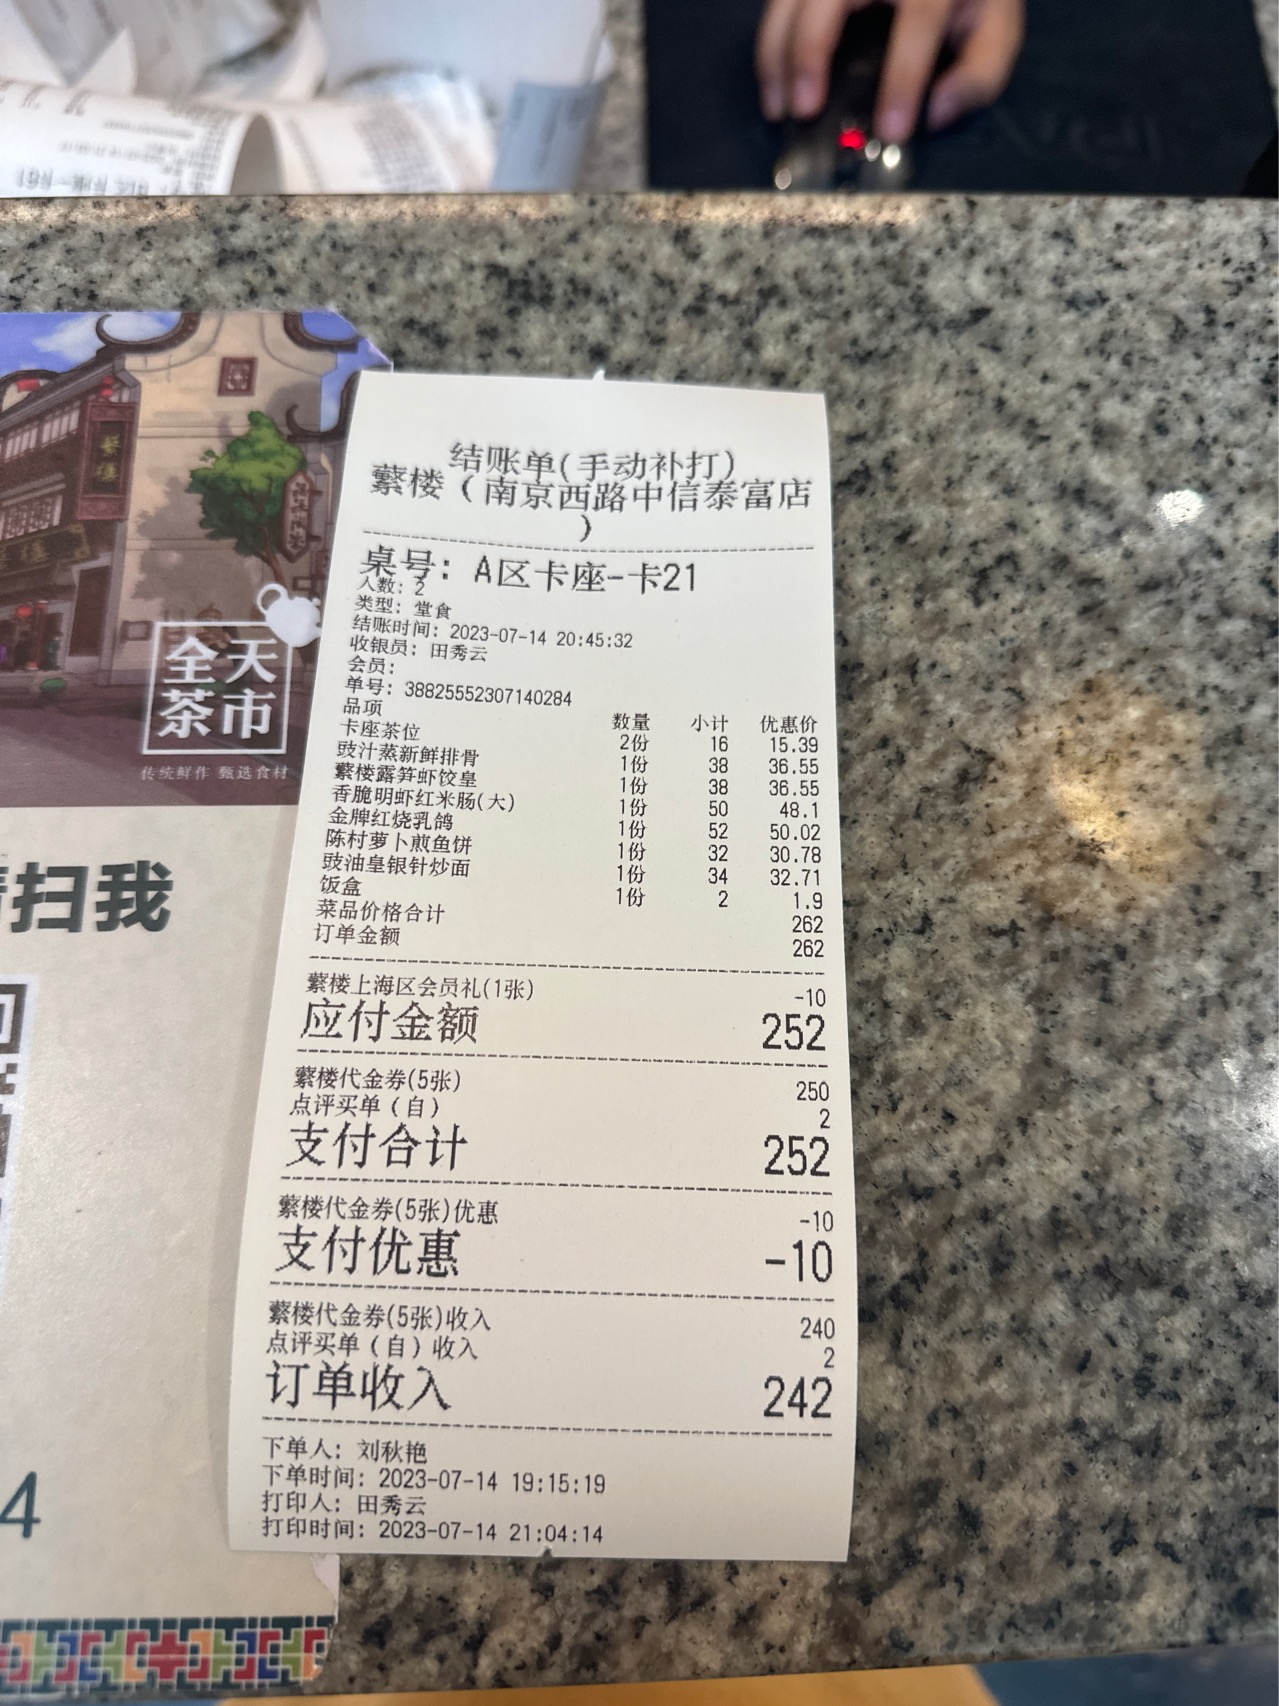 结账单(手动补打)
蘩楼（南京西路中信泰富店
）
桌号：A区卡座-卡21
人数：2
类型：堂食
结账时间：2023-07-14 20:45:32
收银员：田秀云
会员：
单号：388255552307140284
品项 数量 小计 优惠价
卡座茶位 2份 16 15.39
豉汁蒸新鲜排骨 1份 38 36.55
蘩楼露笋虾饺皇 1份 38 36.55
香脆明虾红米肠(大) 1份 50 48.1
金牌红烧乳鸽 1份 52 50.02
陈村萝卜煎鱼饼 1份 32 30.78
豉油皇银针炒面 1份 34 32.71
饭盒 1份 2 1.9
菜品价格合计 262
订单金额 262
蘩楼上海区会员礼(1张) -10
应付金额 252
蘩楼代金券(5张) 250
点评买单（自） 2
支付合计 252
蘩楼代金券(5张)优惠 -10
支付优惠 -10
蘩楼代金券(5张)收入 240
点评买单（自）收入 2
订单收入 242
下单人：刘秋艳
下单时间：2023-07-14 19:15:19
打印人：田秀云
打印时间：2023-07-14 21:04:14
全天
茶市
传统鲜作 甄选食材
扫我
4